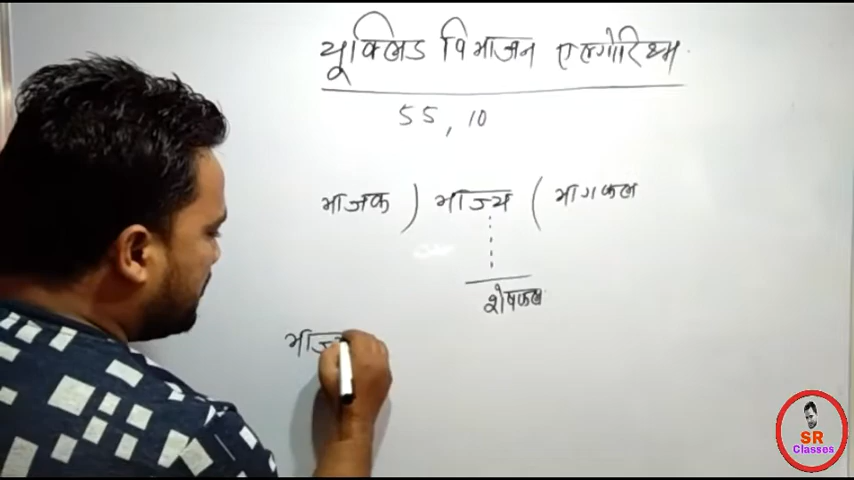 यूक्लिड विभाजन एल्गोरिथ्म
55, 10
भाजक ) भाज्य ( भागफल
शेषफल
भाज्य
SR
Classes